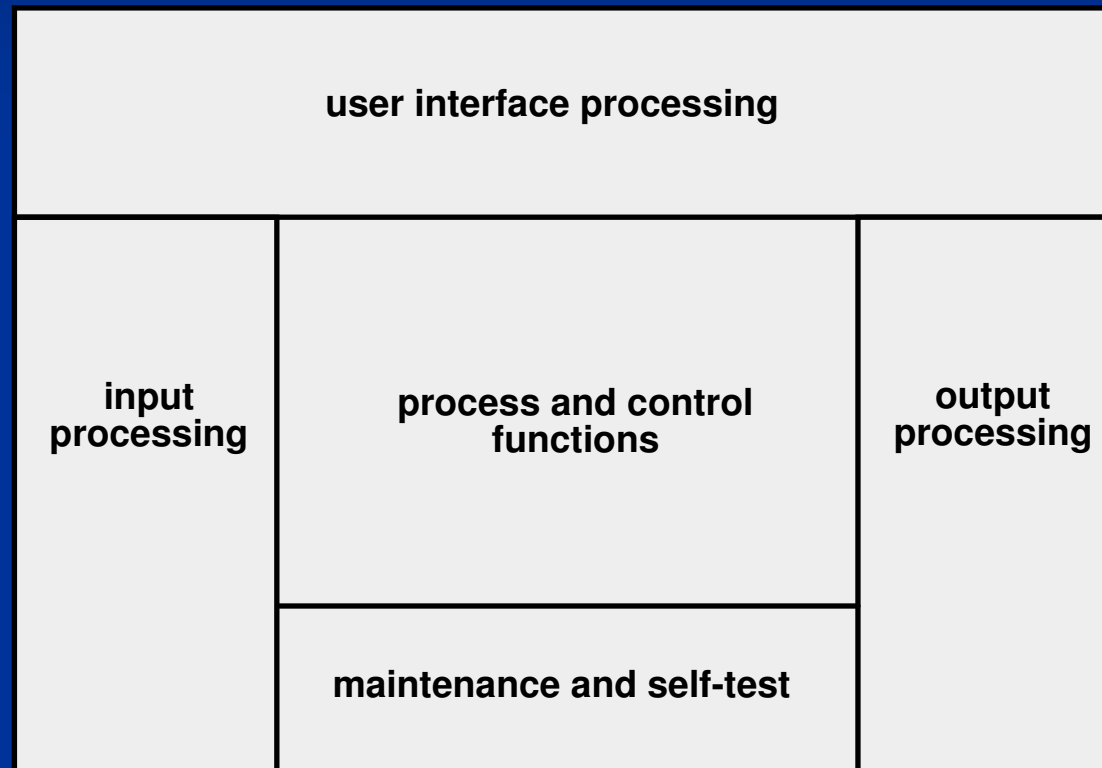 user interface processing
input
processing
process and control
functions
output
processing
maintenance and self-test